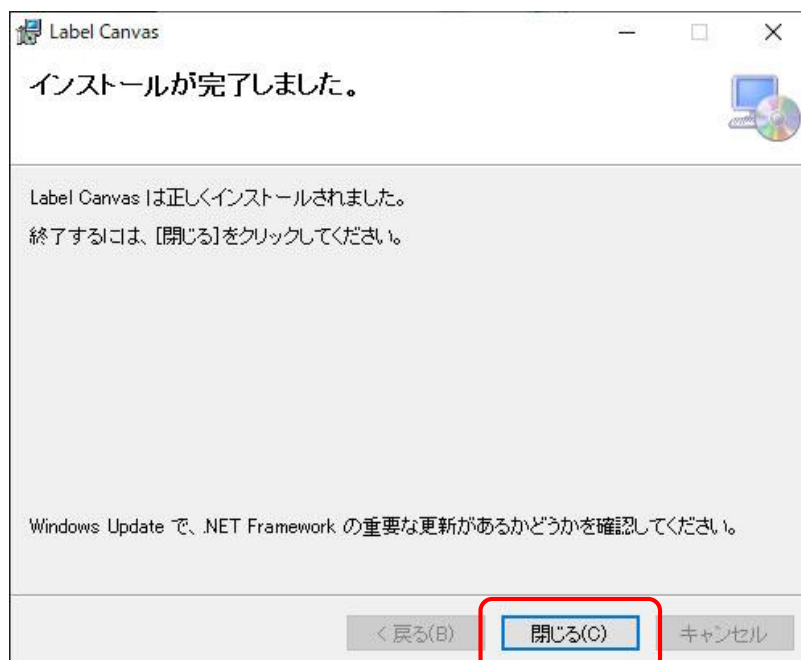 Label Canvas
インストールが完了しました。
Label Canvas は正しくインストールされました。
終了するには、[閉じる]をクリックしてください。
Windows Update で、.NET Framework の重要な更新があるかどうかを確認してください。
< 戻る(B) 閉じる(C) キャンセル